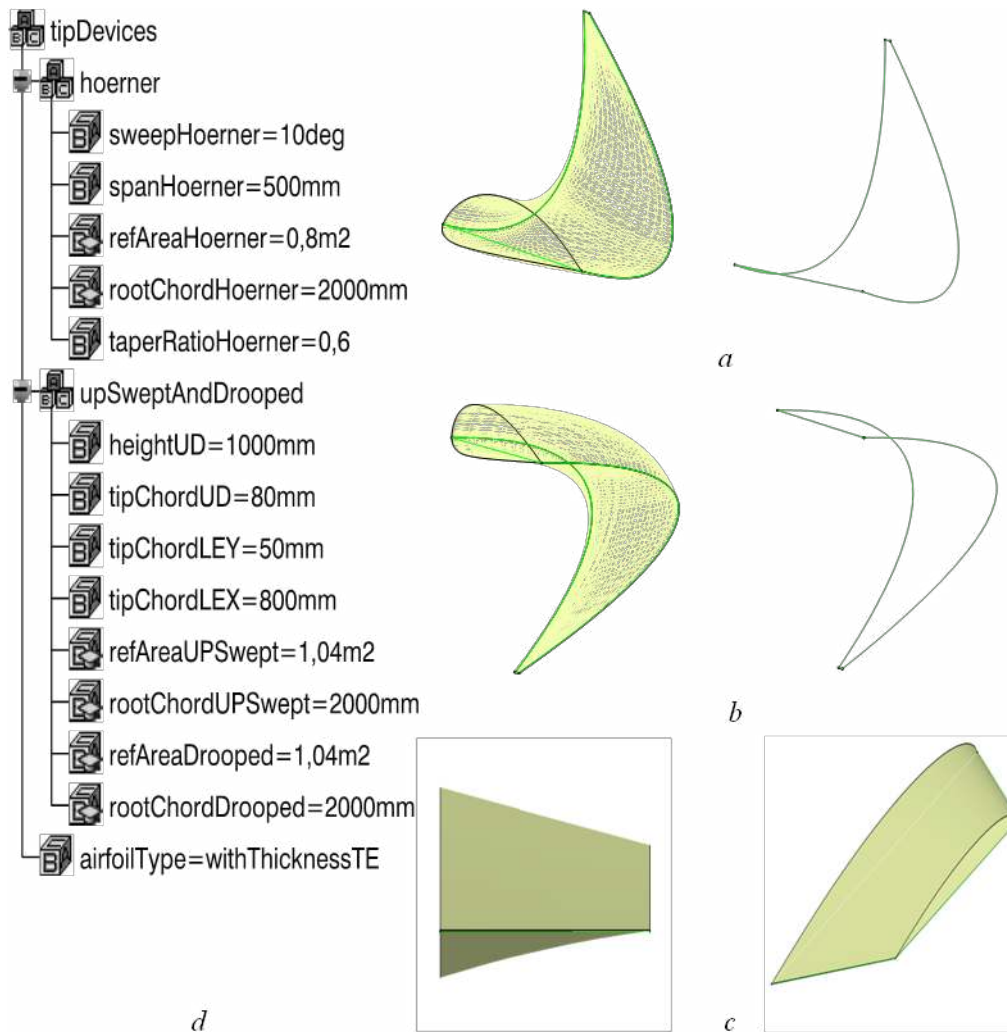 tipDevices
hoerner
sweepHoerner=10deg
spanHoerner=500mm
refAreaHoerner=0,8m2
rootChordHoerner=2000mm
taperRatioHoerner=0,6
upSweptAndDrooped
heightUD=1000mm
tipChordUD=80mm
tipChordLEY=50mm
tipChordLEX=800mm
refAreaUPSwept=1,04m2
rootChordUPSwept=2000mm
refAreaDrooped=1,04m2
rootChordDrooped=2000mm
airfoilType=withThicknessTE
a
b
d
c